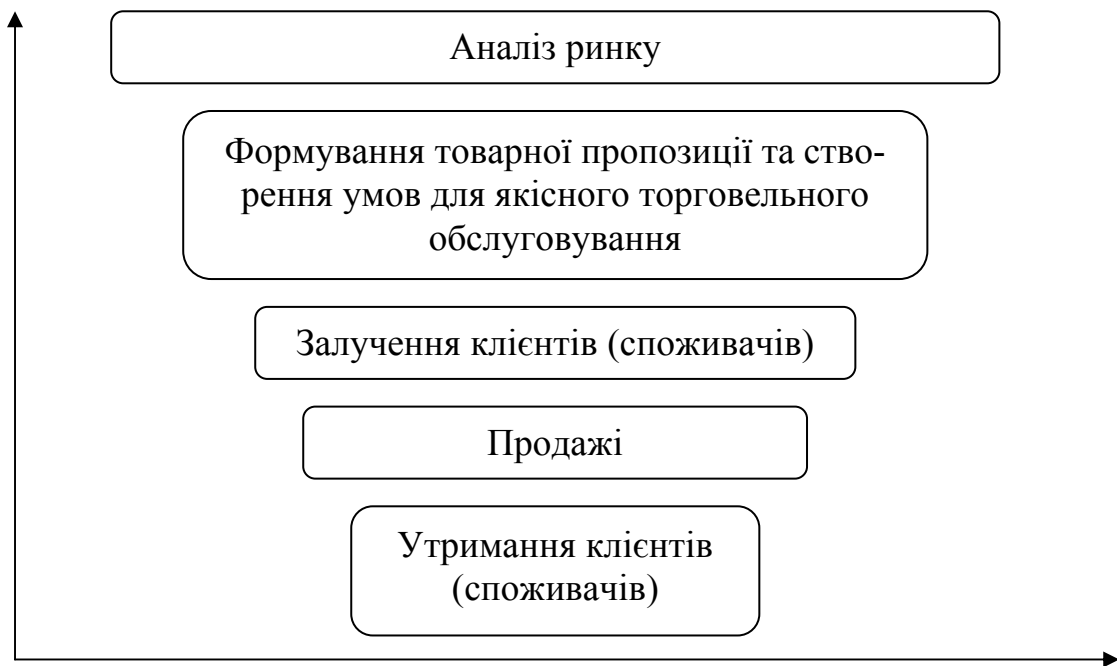 Аналіз ринку
Формування товарної пропозиції та ство-
рення умов для якісного торговельного
обслуговування
Залучення клієнтів (споживачів)
Продажі
Утримання клієнтів
(споживачів)